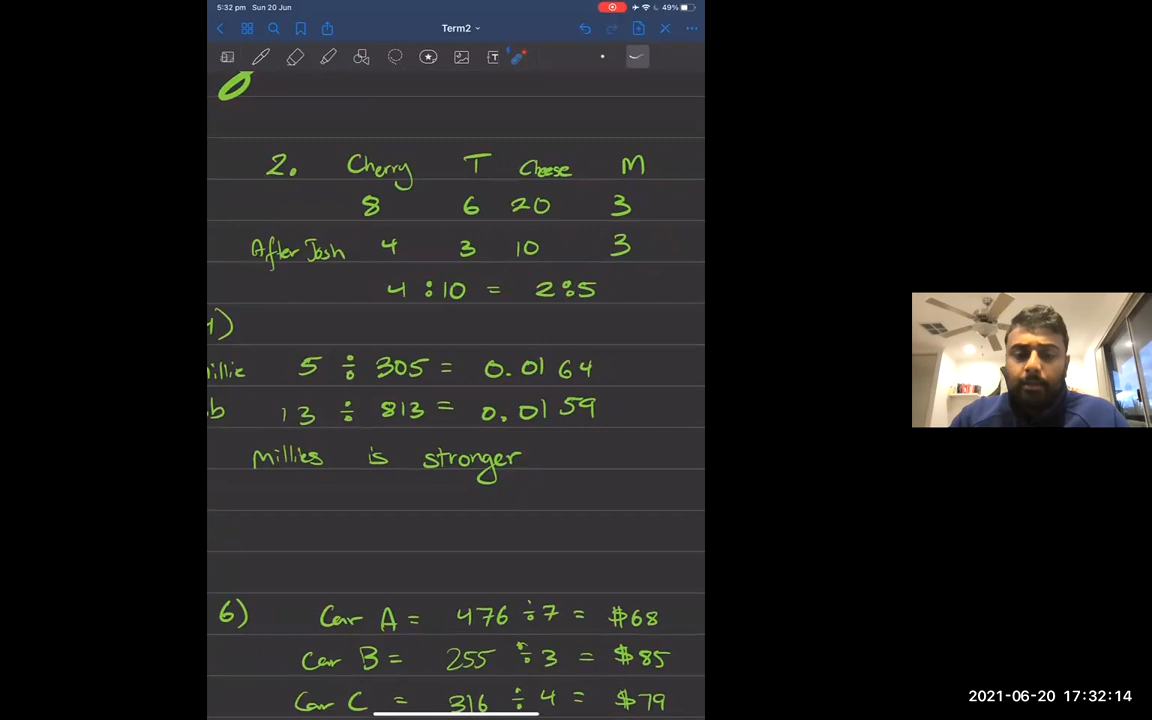 5:32 pm Sun 20 Jun
49%
Term2
2. Cherry T Cheese M
8 6 20 3
After Josh 4 3 10 3
4 : 10 = 2 : 5
4)
illie 5 ÷ 305 = 0.0164
b 13 ÷ 813 = 0.0159
Millies is stronger
6) Car A = 476 ÷ 7 = $68
Car B = 255 ÷ 3 = $85
Car C = 316 ÷ 4 = $79
2021-06-20 17:32:14